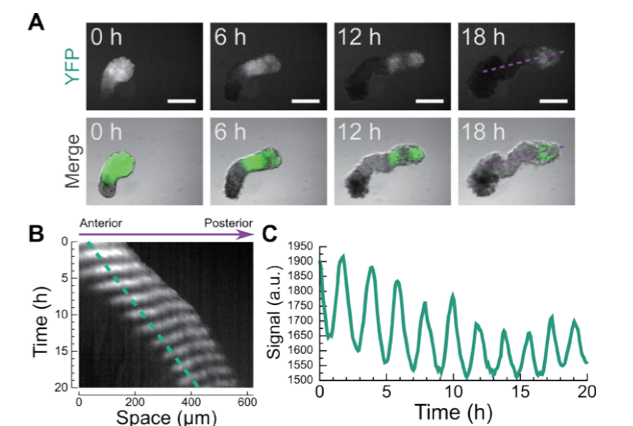 A
YFP
0 h
6 h
12 h
18 h
Merge
0 h
6 h
12 h
18 h
B
Anterior
Posterior
Time (h)
0
5
10
15
20
0
200
400
600
Space (μm)
C
Signal (a.u.)
1950
1900
1850
1800
1750
1700
1650
1600
1550
1500
0
5
10
15
20
Time (h)